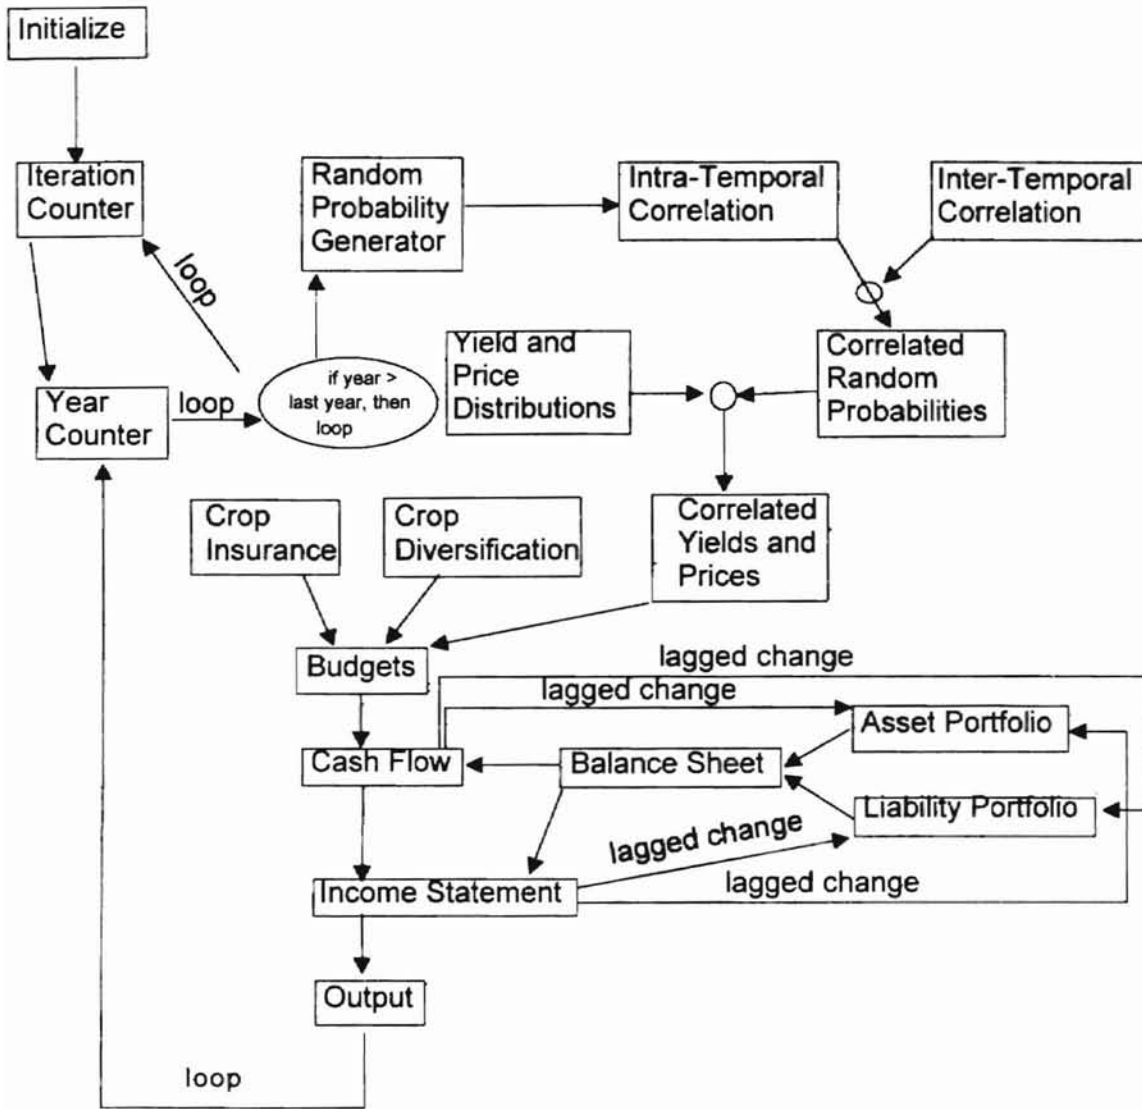 Initialize
Iteration
Counter
Random
Probability
Generator
Intra-Temporal
Correlation
Inter-Temporal
Correlation
loop
Year
Counter
loop
if year >
last year, then
loop
Yield and
Price
Distributions
Correlated
Random
Probabilities
Crop
Insurance
Crop
Diversification
Correlated
Yields and
Prices
Budgets
lagged change
lagged change
Asset Portfolio
Cash Flow
Balance Sheet
Liability Portfolio
lagged change
Income Statement
lagged change
Output
loop